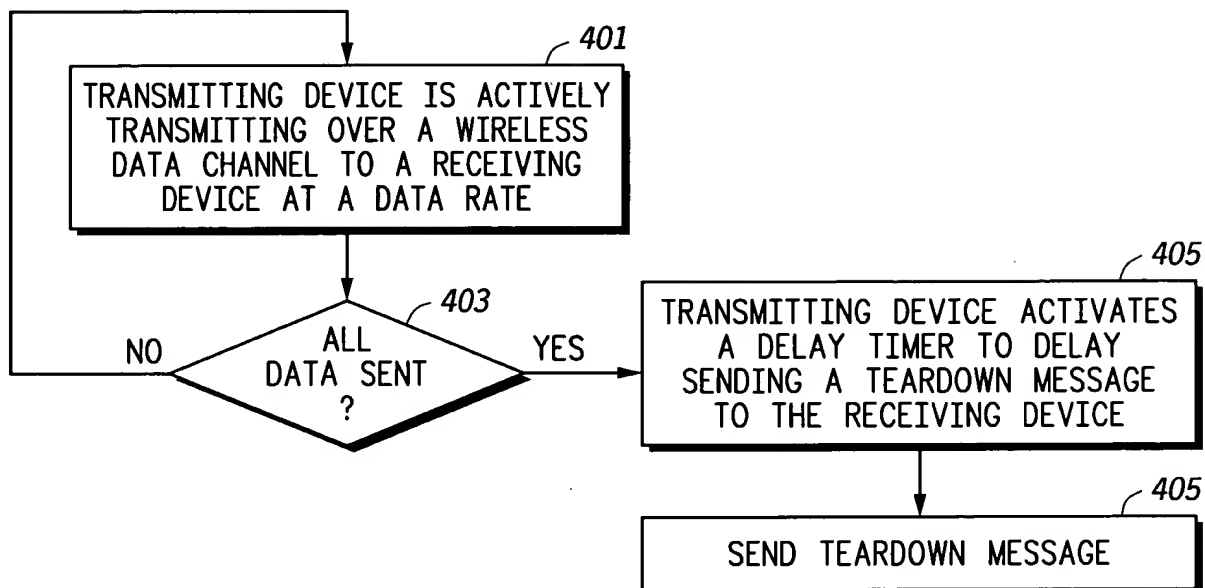 401
TRANSMITTING DEVICE IS ACTIVELY
TRANSMITTING OVER A WIRELESS
DATA CHANNEL TO A RECEIVING
DEVICE AT A DATA RATE
403
ALL
DATA SENT
?
NO
YES
405
TRANSMITTING DEVICE ACTIVATES
A DELAY TIMER TO DELAY
SENDING A TEARDOWN MESSAGE
TO THE RECEIVING DEVICE
405
SEND TEARDOWN MESSAGE